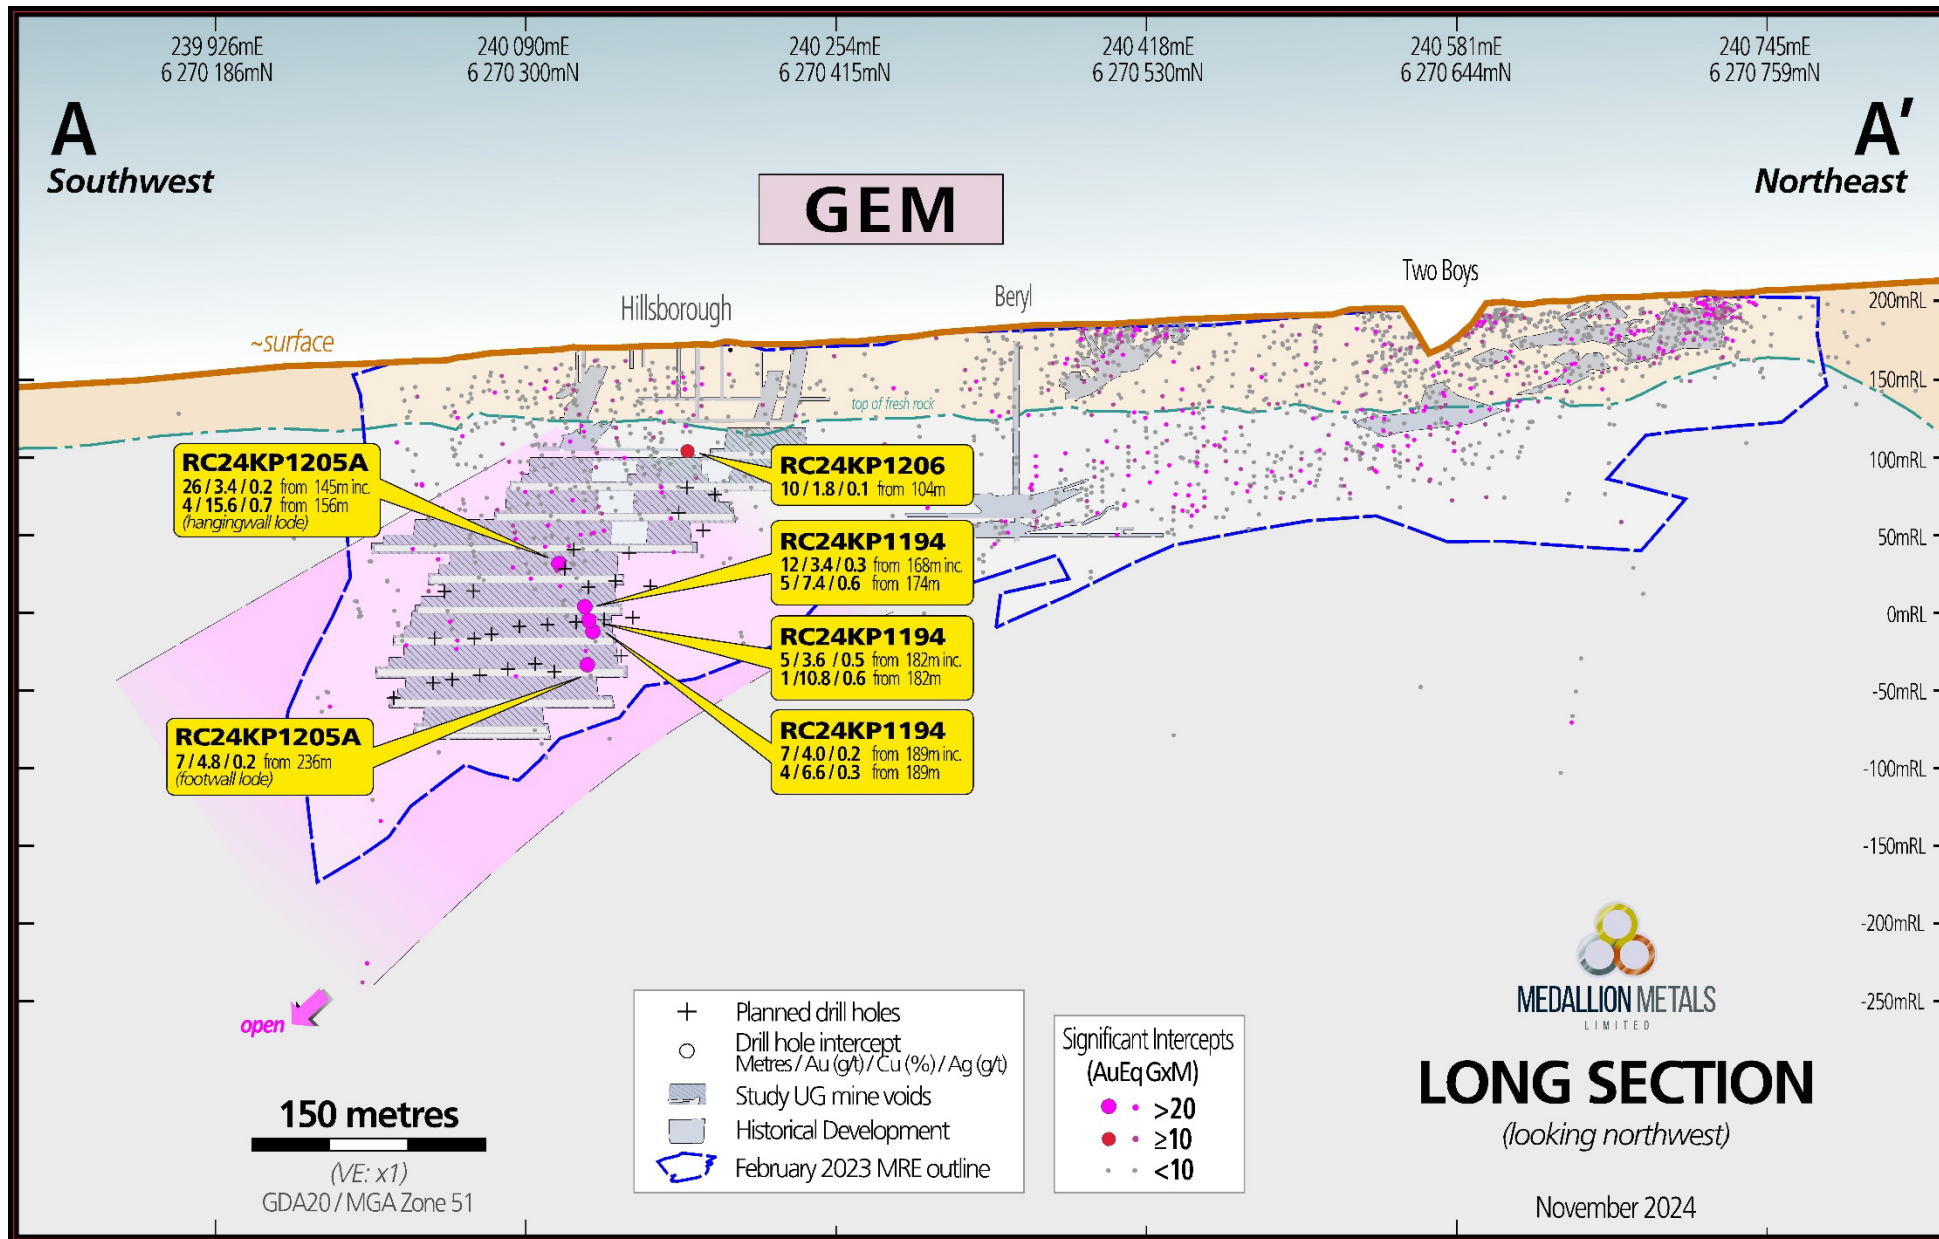 239 926mE
6 270 186mN
240 090mE
6 270 300mN
240 254mE
6 270 415mN
240 418mE
6 270 530mN
240 581mE
6 270 644mN
240 745mE
6 270 759mN
A
Southwest
A'
Northeast
GEM
Two Boys
Beryl
Hillsborough
~surface
top of fresh rock
200mRL
150mRL
100mRL
50mRL
0mRL
-50mRL
-100mRL
-150mRL
-200mRL
-250mRL
RC24KP1205A
26 / 3.4 / 0.2 from 145m inc.
4 / 15.6 / 0.7 from 156m
(hangingwall lode)
RC24KP1206
10 / 1.8 / 0.1 from 104m
RC24KP1194
12 / 3.4 / 0.3 from 168m inc.
5 / 7.4 / 0.6 from 174m
RC24KP1194
5 / 3.6 / 0.5 from 182m inc.
1 / 10.8 / 0.6 from 182m
RC24KP1205A
7 / 4.8 / 0.2 from 236m
(footwall lode)
RC24KP1194
7 / 4.0 / 0.2 from 189m inc.
4 / 6.6 / 0.3 from 189m
open
150 metres
(VE: x1)
GDA20 / MGA Zone 51
Planned drill holes
Drill hole intercept
Metres / Au (g/t) / Cu (%) / Ag (g/t)
Study UG mine voids
Historical Development
February 2023 MRE outline
Significant Intercepts
(AuEq GxM)
>20
≥10
<10
MEDALLION METALS
LIMITED
LONG SECTION
(looking northwest)
November 2024